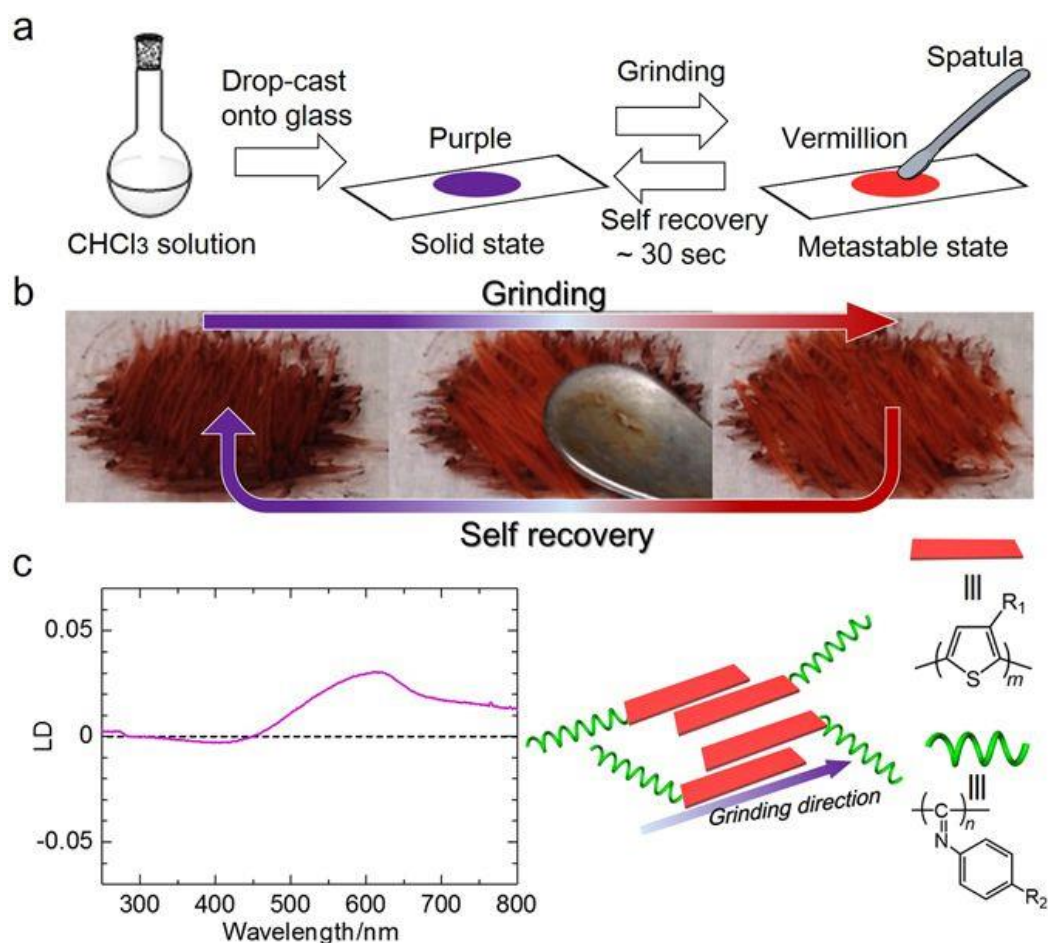 a
Drop-cast
onto glass
Grinding
Spatula
Purple
Vermillion
CHCl3 solution
Solid state
Self recovery
~ 30 sec
Metastable state
b
Grinding
Self recovery
c
0.05
0
-0.05
LD
300 400 500 600 700 800
Wavelength/nm
Grinding direction
R1
S
m
C
n
N
R2